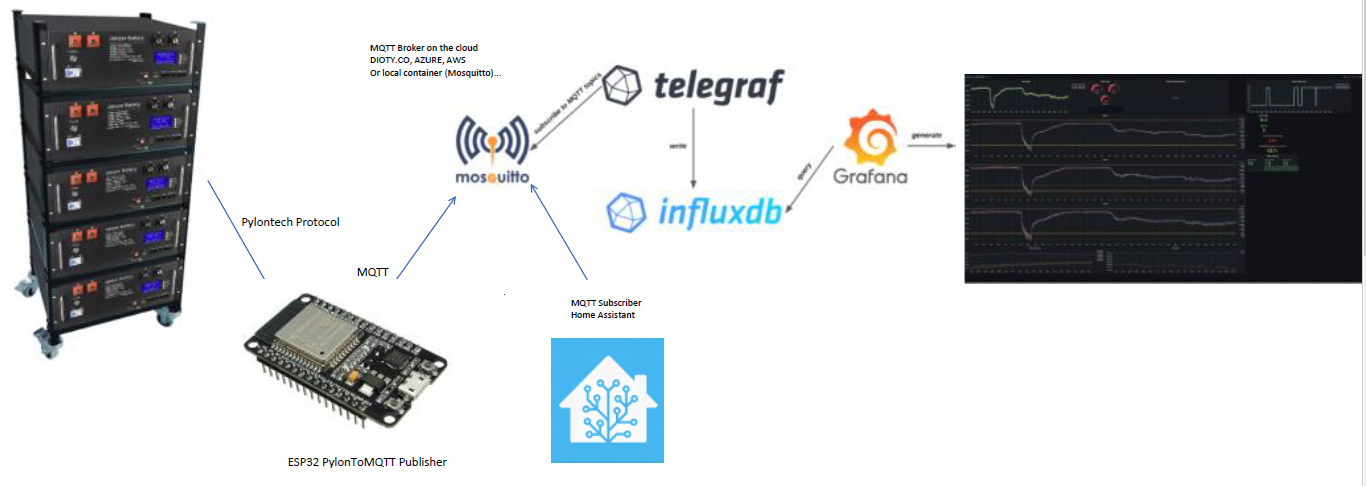 MQTT Broker on the cloud
DIOTY.CO, AZURE, AWS
Or local container (Mosquitto)...
telegraf
subscribe to MQTT topics
mosquitto
write
influxdb
query
Grafana
generate
Pylontech Protocol
MQTT
MQTT Subscriber
Home Assistant
ESP32 PylonToMQTT Publisher